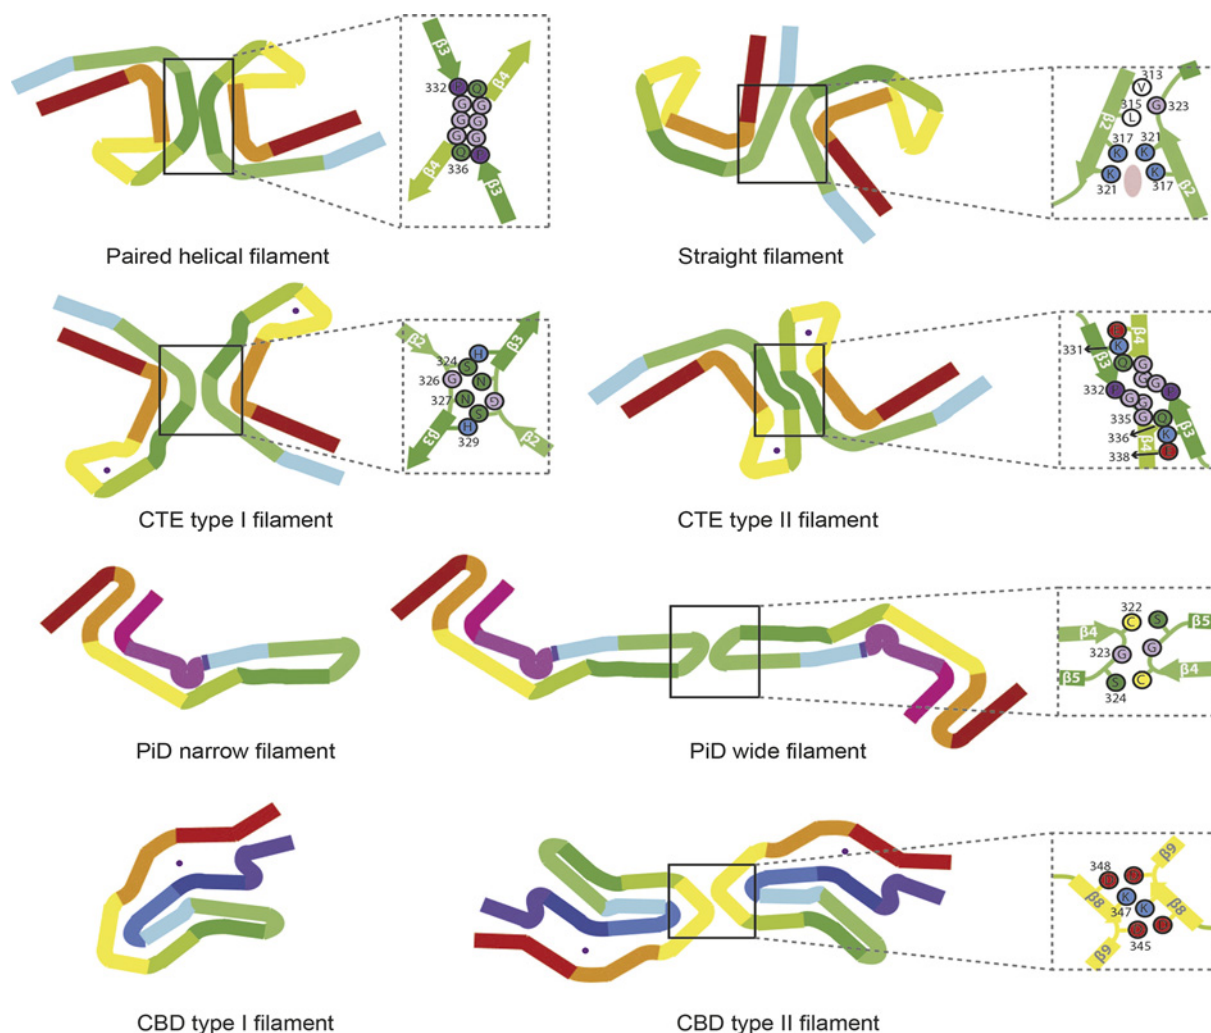 β3
β4
332
Q
G G
G G
G G
Q
336
β4
β3
Paired helical filament
313
V
315
G 323
L
β2
317 321
K K
K K
321 317
β2
Straight filament
β2
H
β3
324 S
326 G N
327 N G
S
H
β3
329
β2
CTE type I filament
β4
K
331
β3
Q G
G
332 G
G
G
335 G Q
336 K
β3
β4
338
CTE type II filament
322
C S
β5
β4
323 G G
β5
β4
S C
324
PiD narrow filament
PiD wide filament
β9
348
β8
K
β8
347 K
345
β9
CBD type I filament
CBD type II filament